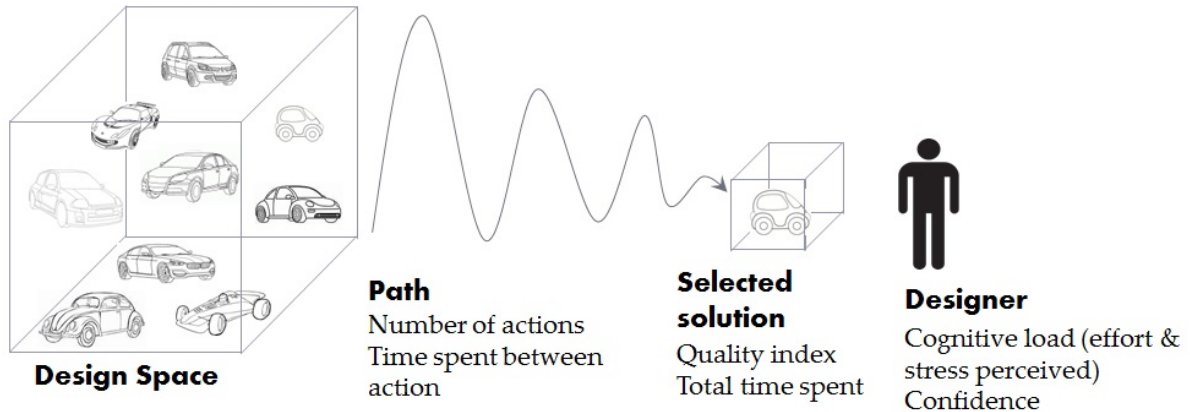 Design Space
Path
Number of actions
Time spent between
action
Selected
solution
Quality index
Total time spent
Designer
Cognitive load (effort &
stress perceived)
Confidence